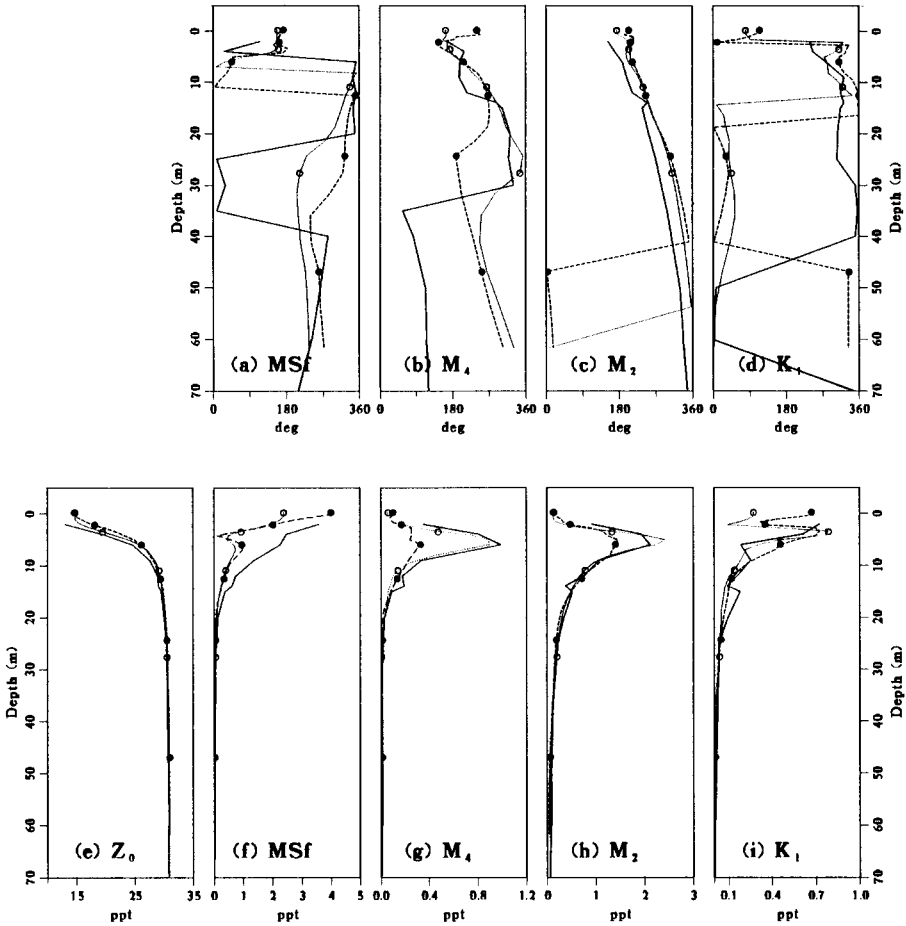 0
10
20
30
40
50
60
70
Depth (m)
(a) MSf
(b) M₄
(c) M₂
(d) K₁
0
10
20
30
40
50
60
70
Depth (m)
0 180 360
deg
0 180 360
deg
0 180 360
deg
0 180 360
deg
0
10
20
30
40
50
60
70
Depth (m)
(e) Z₀
(f) MSf
(g) M₄
(h) M₂
(i) K₁
0
10
20
30
40
50
60
70
Depth (m)
15 25 35
ppt
0 1 2 3 4 5
ppt
0.0 0.4 0.8 1.2
ppt
0 1 2 3
ppt
0.1 0.4 0.7 1.0
ppt